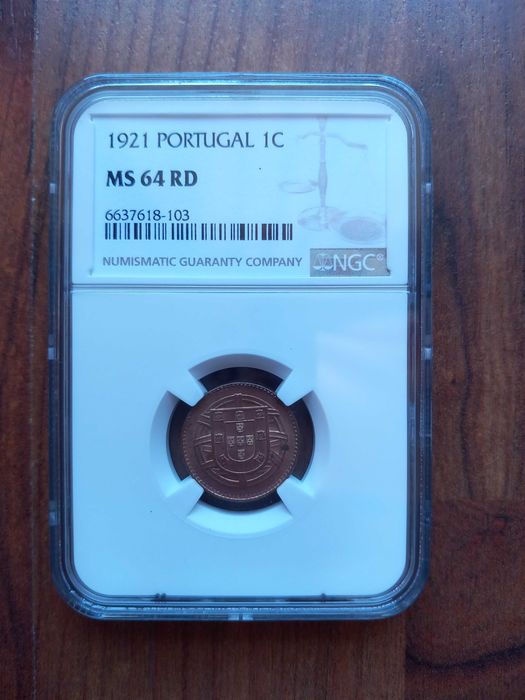 1921 PORTUGAL 1C
MS 64 RD
6637618-103
NUMISMATIC GUARANTY COMPANY
NGC®